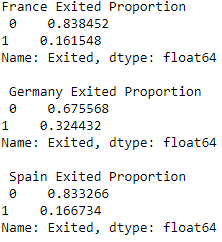 France Exited Proportion
 0    0.838452
1    0.161548
Name: Exited, dtype: float64

 Germany Exited Proportion
 0    0.675568
1    0.324432
Name: Exited, dtype: float64

 Spain Exited Proportion
 0    0.833266
1    0.166734
Name: Exited, dtype: float64